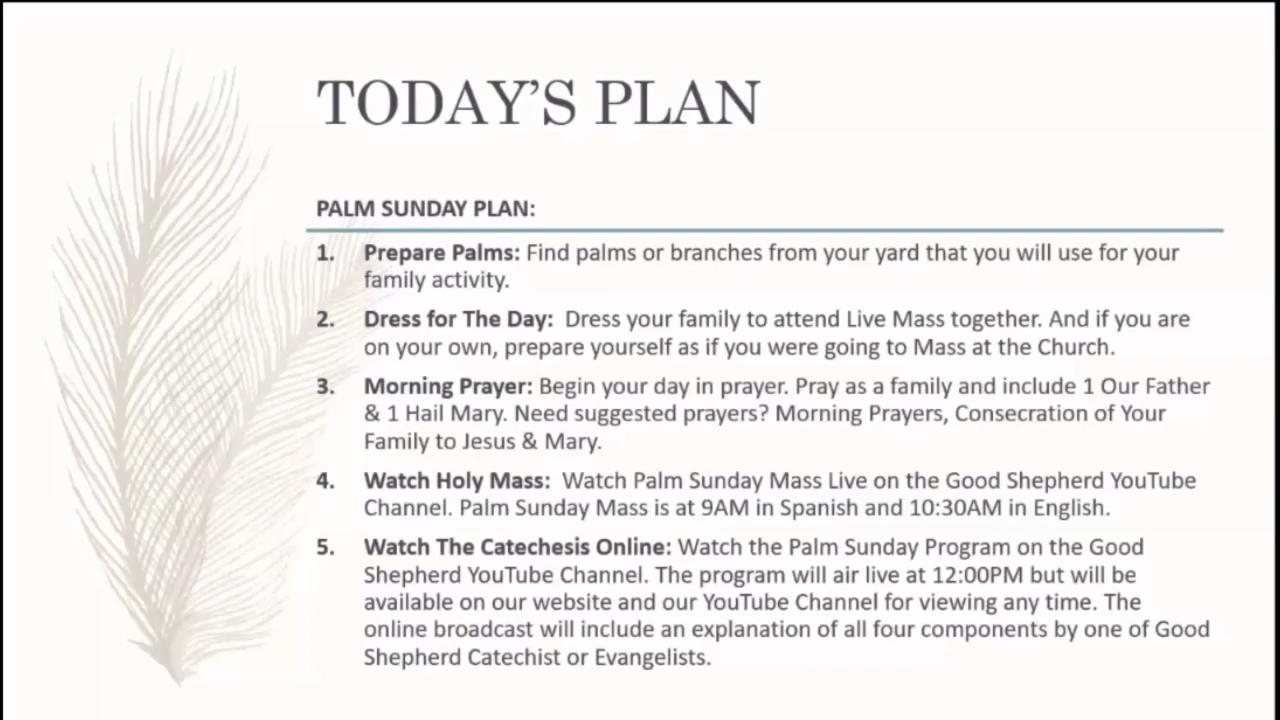 TODAY'S PLAN
PALM SUNDAY PLAN:
1. Prepare Palms: Find palms or branches from your yard that you will use for your
family activity.
2. Dress for The Day: Dress your family to attend Live Mass together. And if you are
on your own, prepare yourself as if you were going to Mass at the Church.
3. Morning Prayer: Begin your day in prayer. Pray as a family and include 1 Our Father
& 1 Hail Mary. Need suggested prayers? Morning Prayers, Consecration of Your
Family to Jesus & Mary.
4. Watch Holy Mass: Watch Palm Sunday Mass Live on the Good Shepherd YouTube
Channel. Palm Sunday Mass is at 9AM in Spanish and 10:30AM in English.
5. Watch The Catechesis Online: Watch the Palm Sunday Program on the Good
Shepherd YouTube Channel. The program will air live at 12:00PM but will be
available on our website and our YouTube Channel for viewing any time. The
online broadcast will include an explanation of all four components by one of Good
Shepherd Catechist or Evangelists.